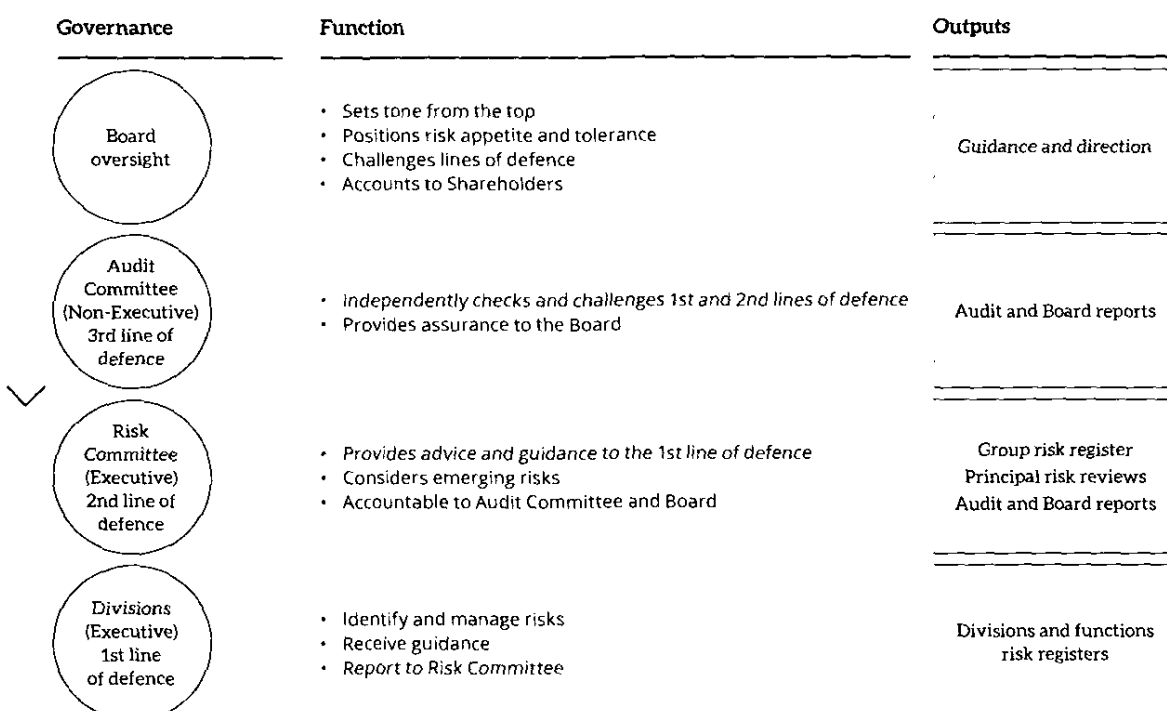 Governance
Function
Outputs
Board
oversight
• Sets tone from the top
• Positions risk appetite and tolerance
• Challenges lines of defence
• Accounts to Shareholders
Guidance and direction
Audit
Committee
(Non-Executive)
3rd line of
defence
• Independently checks and challenges 1st and 2nd lines of defence
• Provides assurance to the Board
Audit and Board reports
Risk
Committee
(Executive)
2nd line of
defence
• Provides advice and guidance to the 1st line of defence
• Considers emerging risks
• Accountable to Audit Committee and Board
Group risk register
Principal risk reviews
Audit and Board reports
Divisions
(Executive)
1st line
of defence
• Identify and manage risks
• Receive guidance
• Report to Risk Committee
Divisions and functions
risk registers